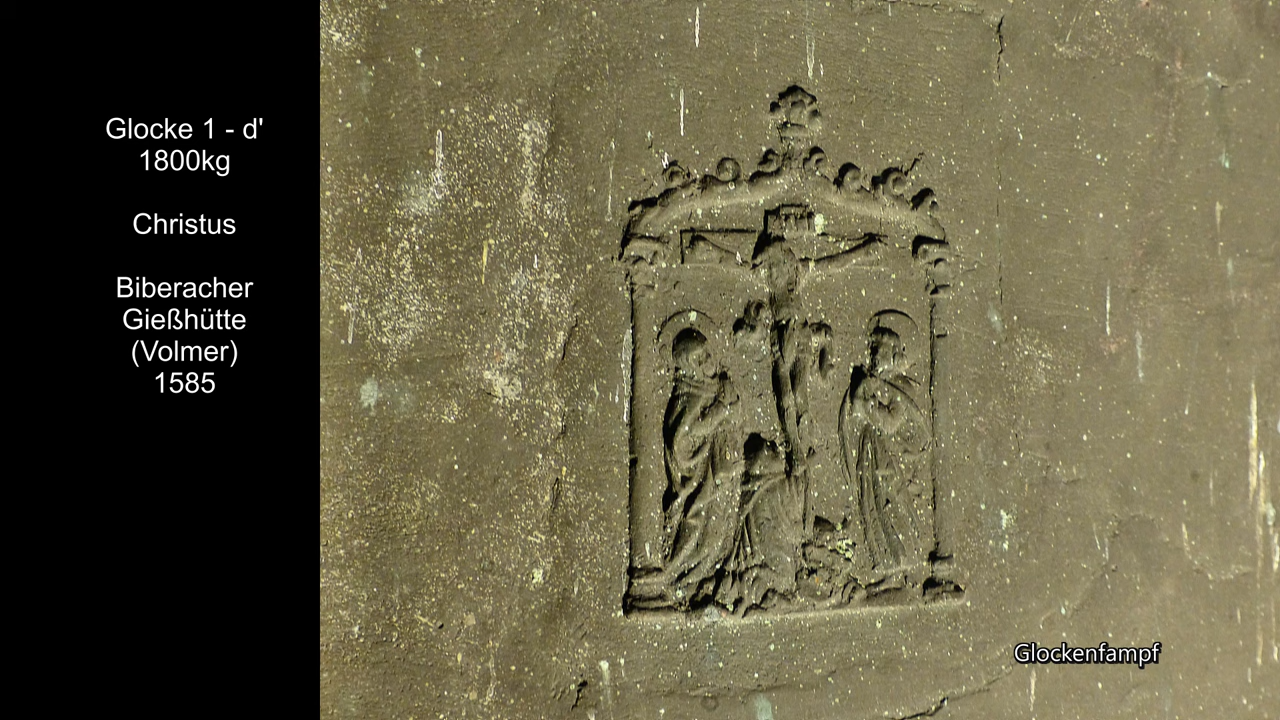 Glocke 1 - d'
1800kg
Christus
Biberacher
Gießhütte
(Volmer)
1585
Glockenfampf